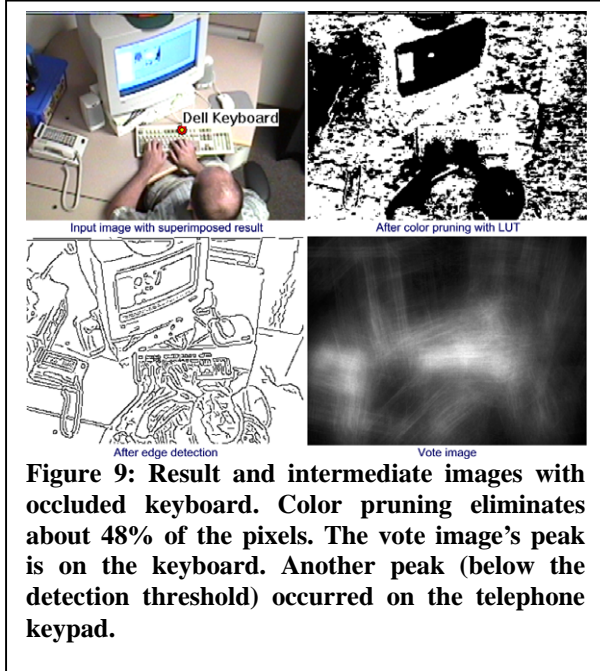 Dell Keyboard
Input image with superimposed result
After color pruning with LUT
After edge detection
Vote image
Figure 9: Result and intermediate images with
occluded keyboard. Color pruning eliminates
about 48% of the pixels. The vote image's peak
is on the keyboard. Another peak (below the
detection threshold) occurred on the telephone
keypad.